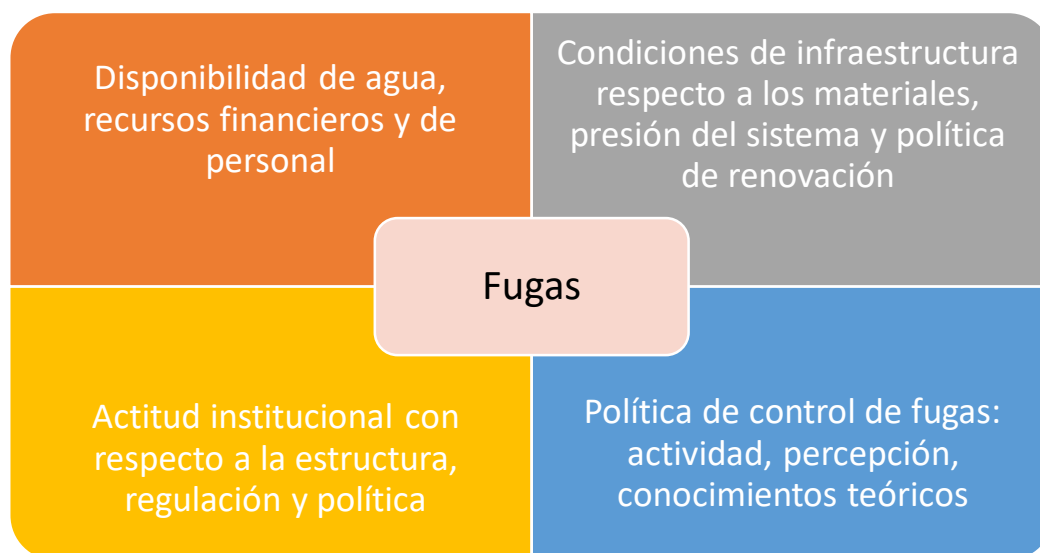 Disponibilidad de agua,
recursos financieros y de
personal
Condiciones de infraestructura
respecto a los materiales,
presión del sistema y política
de renovación
Fugas
Actitud institucional con
respecto a la estructura,
regulación y política
Política de control de fugas:
actividad, percepción,
conocimientos teóricos